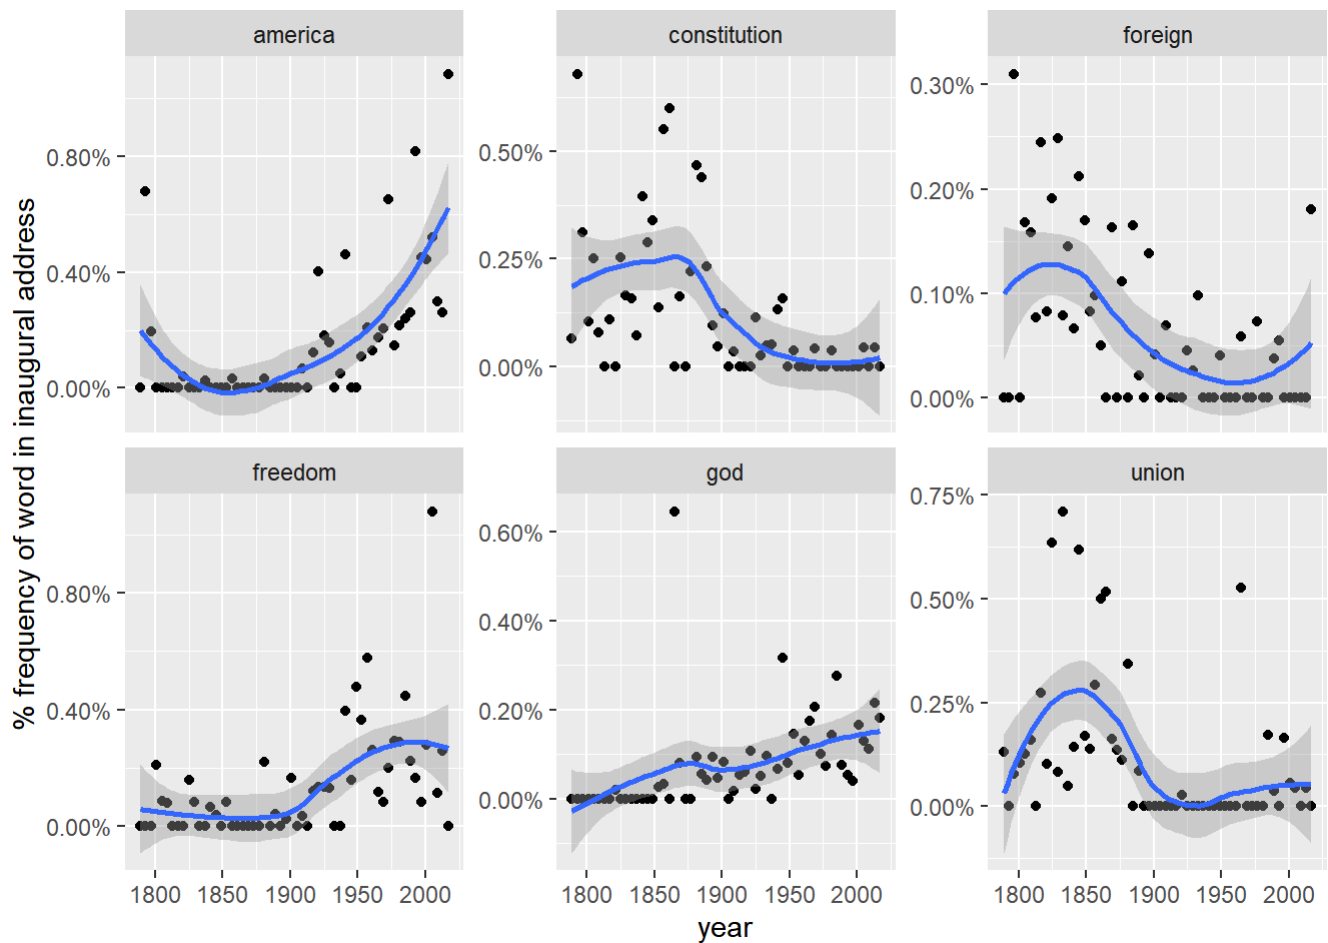 america
constitution
foreign
0.80%
0.40%
0.00%
0.50%
0.25%
0.00%
0.30%
0.20%
0.10%
0.00%
freedom
god
union
0.80%
0.40%
0.00%
0.60%
0.40%
0.20%
0.00%
0.75%
0.50%
0.25%
0.00%
1800 1850 1900 1950 2000
1800 1850 1900 1950 2000
1800 1850 1900 1950 2000
year
% frequency of word in inaugural address